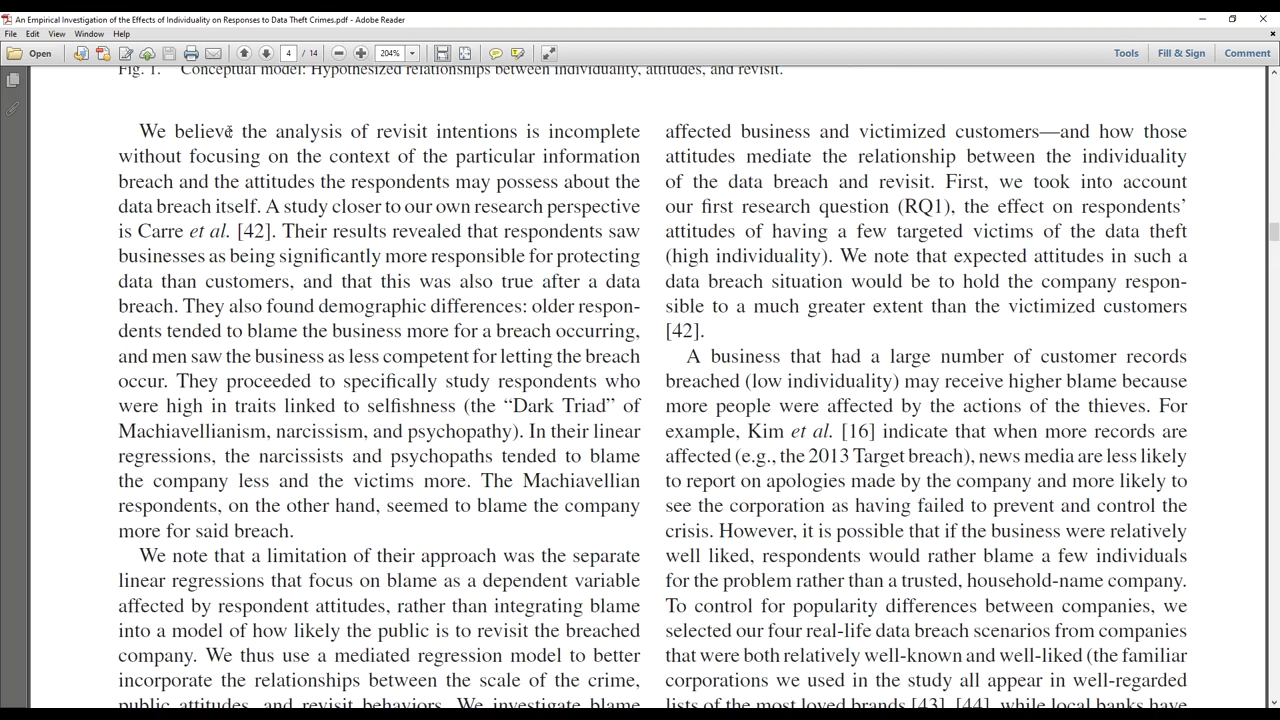 An Empirical Investigation of the Effects of Individuality on Responses to Data Theft Crimes.pdf - Adobe Reader
File Edit View Window Help
Open 4 / 14 204% Tools Fill & Sign Comment
Fig. 1. Conceptual model: Hypothesized relationships between individuality, attitudes, and revisit.
We believe the analysis of revisit intentions is incomplete
without focusing on the context of the particular information
breach and the attitudes the respondents may possess about the
data breach itself. A study closer to our own research perspective
is Carre et al. [42]. Their results revealed that respondents saw
businesses as being significantly more responsible for protecting
data than customers, and that this was also true after a data
breach. They also found demographic differences: older respon-
dents tended to blame the business more for a breach occurring,
and men saw the business as less competent for letting the breach
occur. They proceeded to specifically study respondents who
were high in traits linked to selfishness (the “Dark Triad” of
Machiavellianism, narcissism, and psychopathy). In their linear
regressions, the narcissists and psychopaths tended to blame
the company less and the victims more. The Machiavellian
respondents, on the other hand, seemed to blame the company
more for said breach.
We note that a limitation of their approach was the separate
linear regressions that focus on blame as a dependent variable
affected by respondent attitudes, rather than integrating blame
into a model of how likely the public is to revisit the breached
company. We thus use a mediated regression model to better
incorporate the relationships between the scale of the crime,
public attitudes, and revisit behaviors. We investigate blame
affected business and victimized customers—and how those
attitudes mediate the relationship between the individuality
of the data breach and revisit. First, we took into account
our first research question (RQ1), the effect on respondents’
attitudes of having a few targeted victims of the data theft
(high individuality). We note that expected attitudes in such a
data breach situation would be to hold the company respon-
sible to a much greater extent than the victimized customers
[42].
A business that had a large number of customer records
breached (low individuality) may receive higher blame because
more people were affected by the actions of the thieves. For
example, Kim et al. [16] indicate that when more records are
affected (e.g., the 2013 Target breach), news media are less likely
to report on apologies made by the company and more likely to
see the corporation as having failed to prevent and control the
crisis. However, it is possible that if the business were relatively
well liked, respondents would rather blame a few individuals
for the problem rather than a trusted, household-name company.
To control for popularity differences between companies, we
selected our four real-life data breach scenarios from companies
that were both relatively well-known and well-liked (the familiar
corporations we used in the study all appear in well-regarded
lists of the most loved brands [43], [44], while local banks have